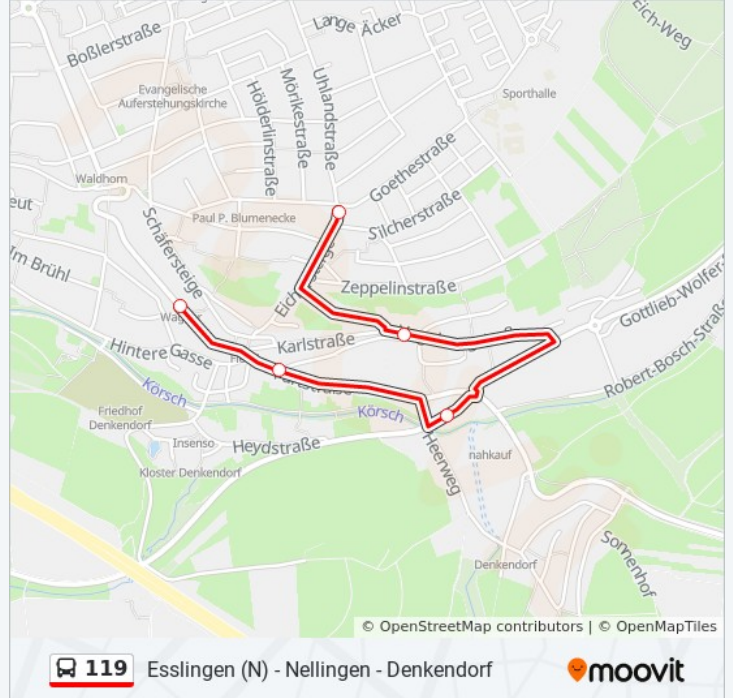 Lange Äcker
Eich-Weg
Boßlerstraße
Evangelische
Auferstehungskirche
Hölderlinstraße
Mörikestraße
Uhlandstraße
Sporthalle
Goethestraße
Waldhorn
Paul P. Blumenecke
Silcherstraße
Schäfersteige
Im Brühl
Zeppelinstraße
Gottlieb-Wolfer-
Karlstraße
Hintere Gasse
Robert-Bosch-Straße
Körsch
Körsch
Friedhof
Denkendorf
Insenso
Heydstraße
Heerweg
nahkauf
Kloster Denkendorf
Denkendorf
Sonnenhof
© OpenStreetMap contributors | © OpenMapTiles
119 Esslingen (N) - Nellingen - Denkendorf moovit